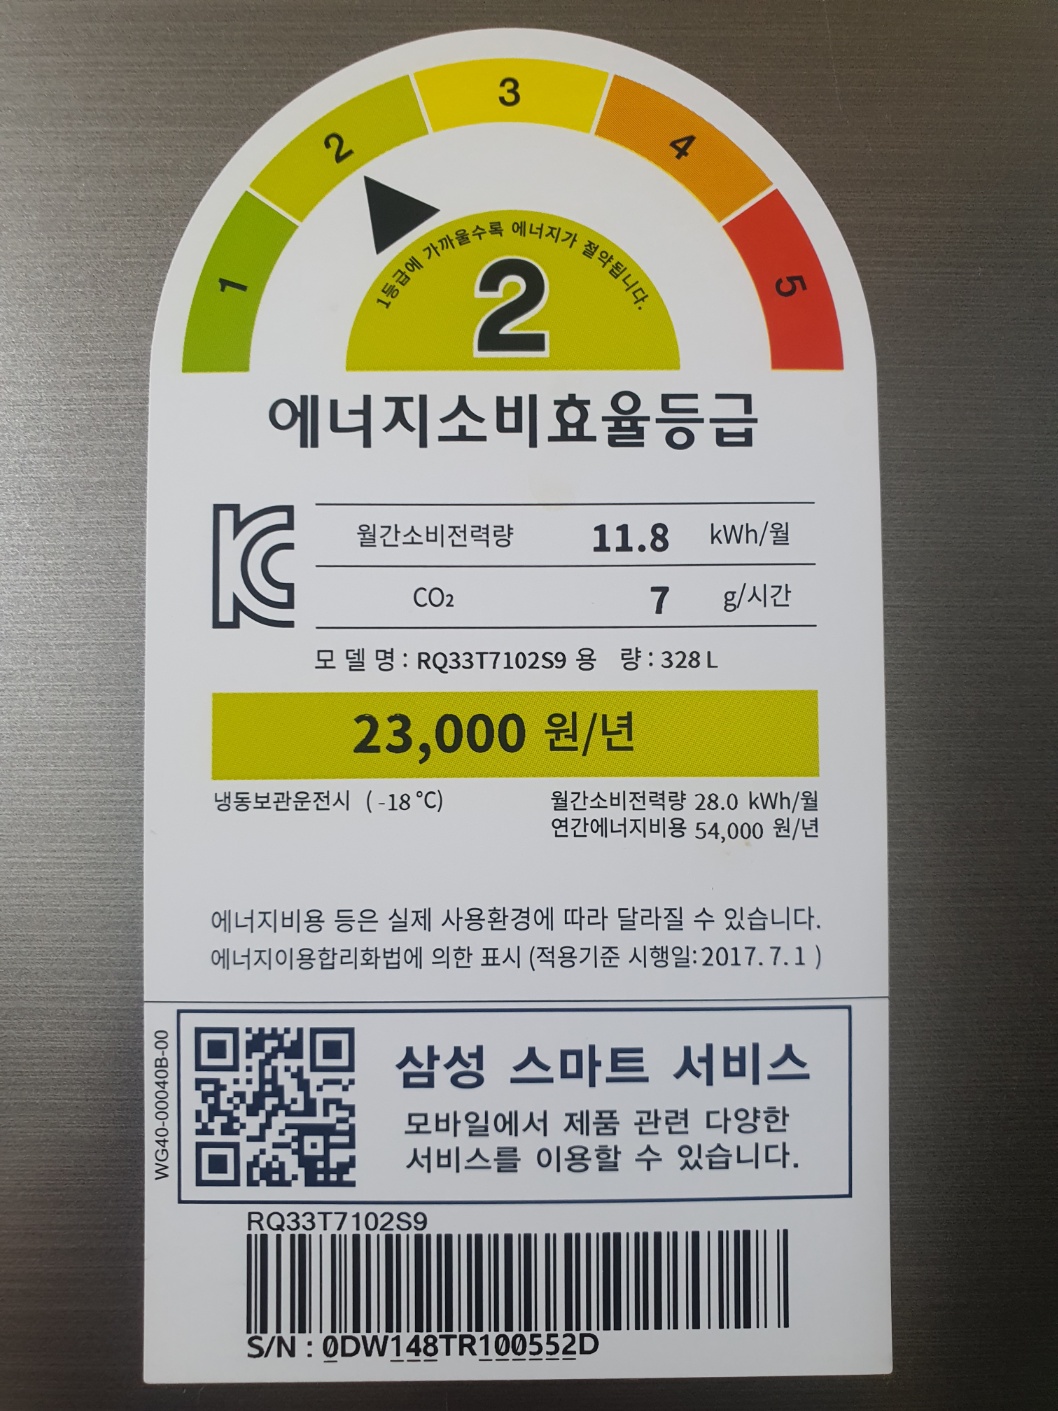 1
2
3
4
5
1등급에 가까울수록 에너지가 절약됩니다.
2
에너지소비효율등급
월간소비전력량 11.8 kWh/월
CO₂ 7 g/시간
모 델 명 : RQ33T7102S9 용 량 : 328 L
23,000 원/년
냉동보관운전시 ( -18 ℃) 월간소비전력량 28.0 kWh/월
연간에너지비용 54,000 원/년
에너지비용 등은 실제 사용환경에 따라 달라질 수 있습니다.
에너지이용합리화법에 의한 표시 (적용기준 시행일: 2017. 7. 1 )
WG40-00040B-00
삼성 스마트 서비스
모바일에서 제품 관련 다양한
서비스를 이용할 수 있습니다.
RQ33T7102S9
S/N : 0DW148TR100552D